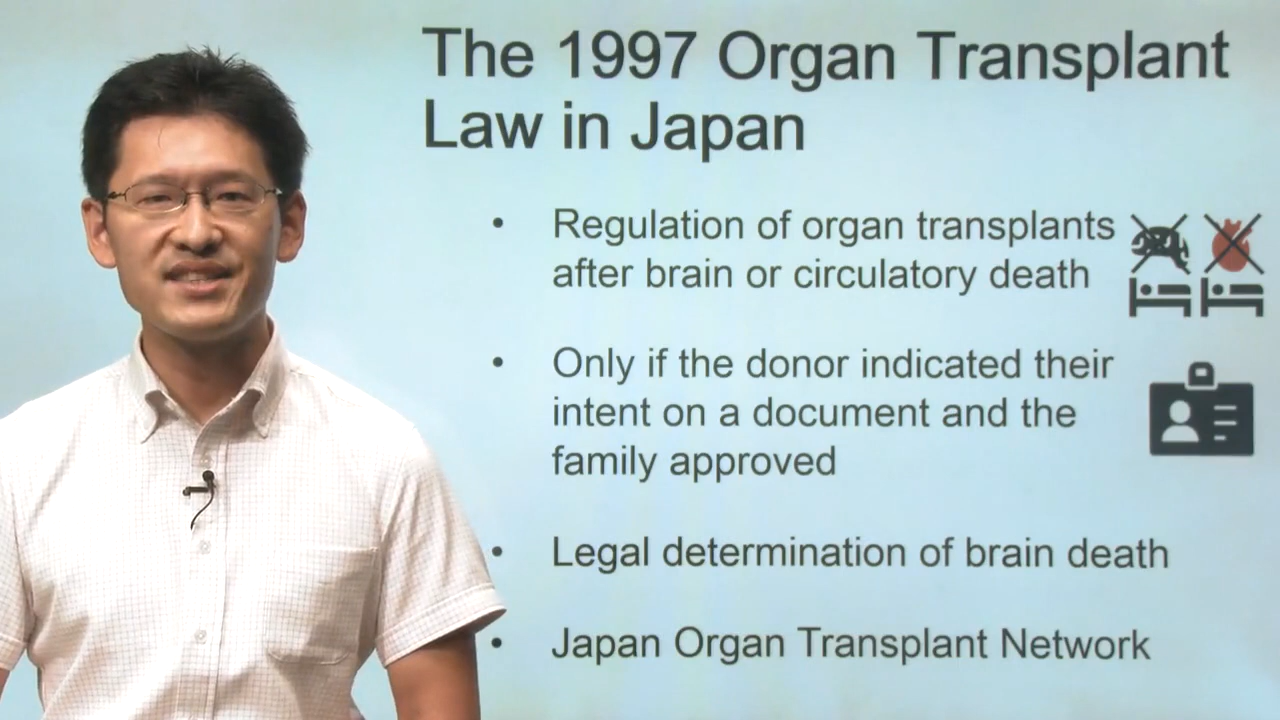 The 1997 Organ Transplant
Law in Japan
• Regulation of organ transplants
after brain or circulatory death
• Only if the donor indicated their
intent on a document and the
family approved
• Legal determination of brain death
• Japan Organ Transplant Network